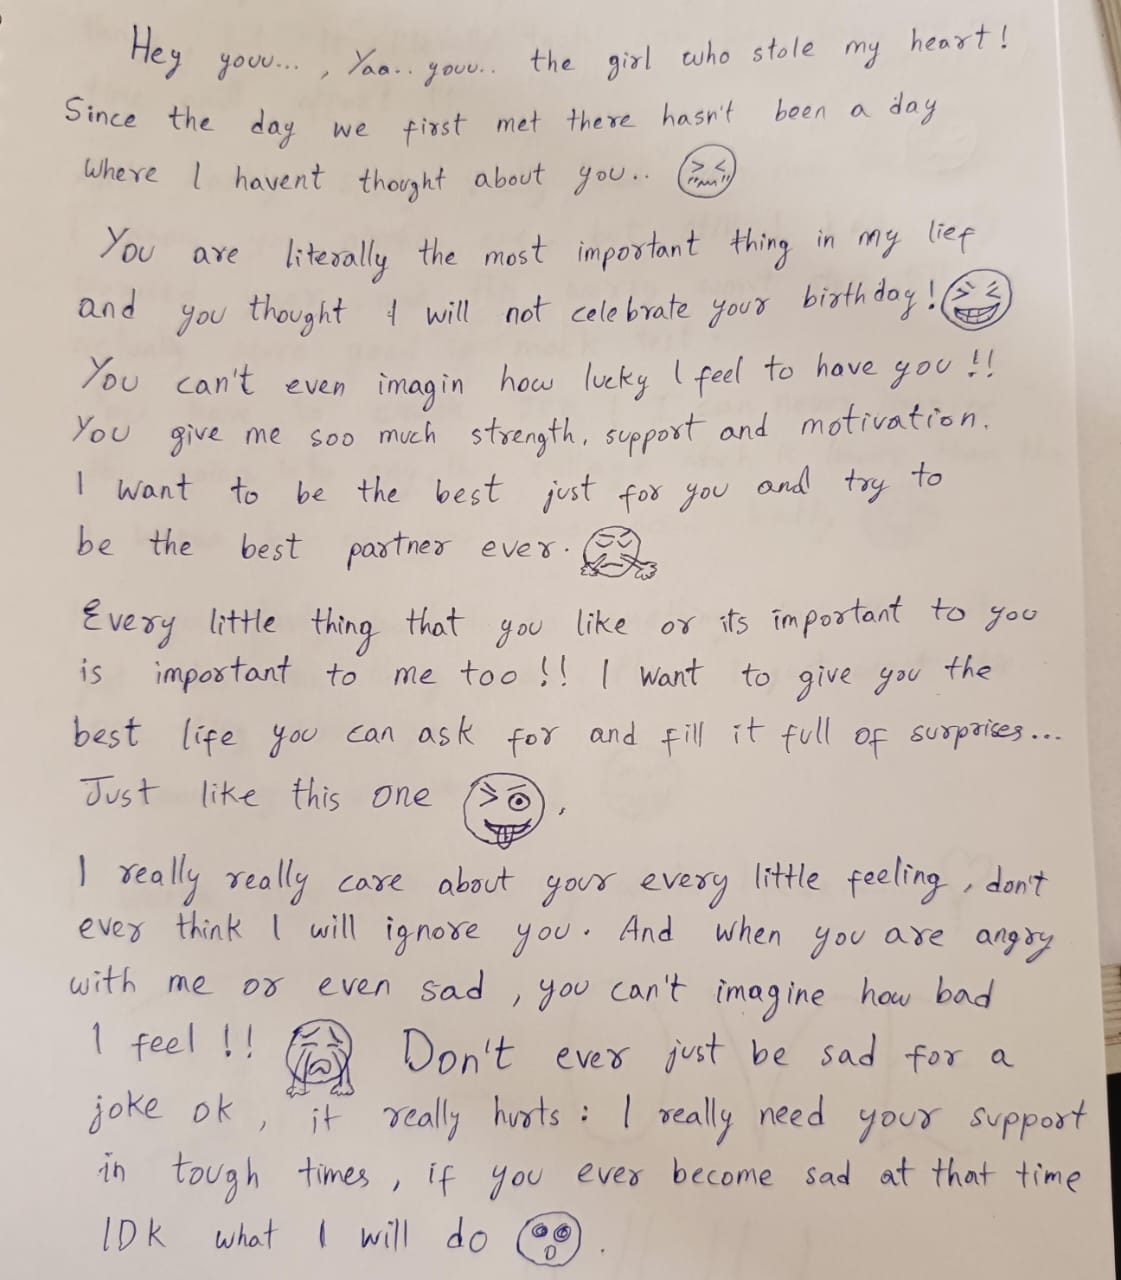 Hey youu... , Yaa.. youu.. the girl who stole my heart!
Since the day we first met there hasn't been a day
Where I havent thought about you..
You are literally the most important thing in my lief
and you thought I will not celebrate your birthday!
You can't even imagin how lucky I feel to have you !!
You give me soo much strength, support and motivation.
I want to be the best just for you and try to
be the best partner ever.
Every little thing that you like or its important to you
is important to me too !! I want to give you the
best life you can ask for and fill it full of surprises...
Just like this one ,
I really really care about your every little feeling, don't
ever think I will ignore you. And when you are angry
with me or even sad , you can't imagine how bad
I feel !! Don't ever just be sad for a
joke ok , it really hurts : I really need your support
in tough times , if you ever become sad at that time
IDK what I will do .